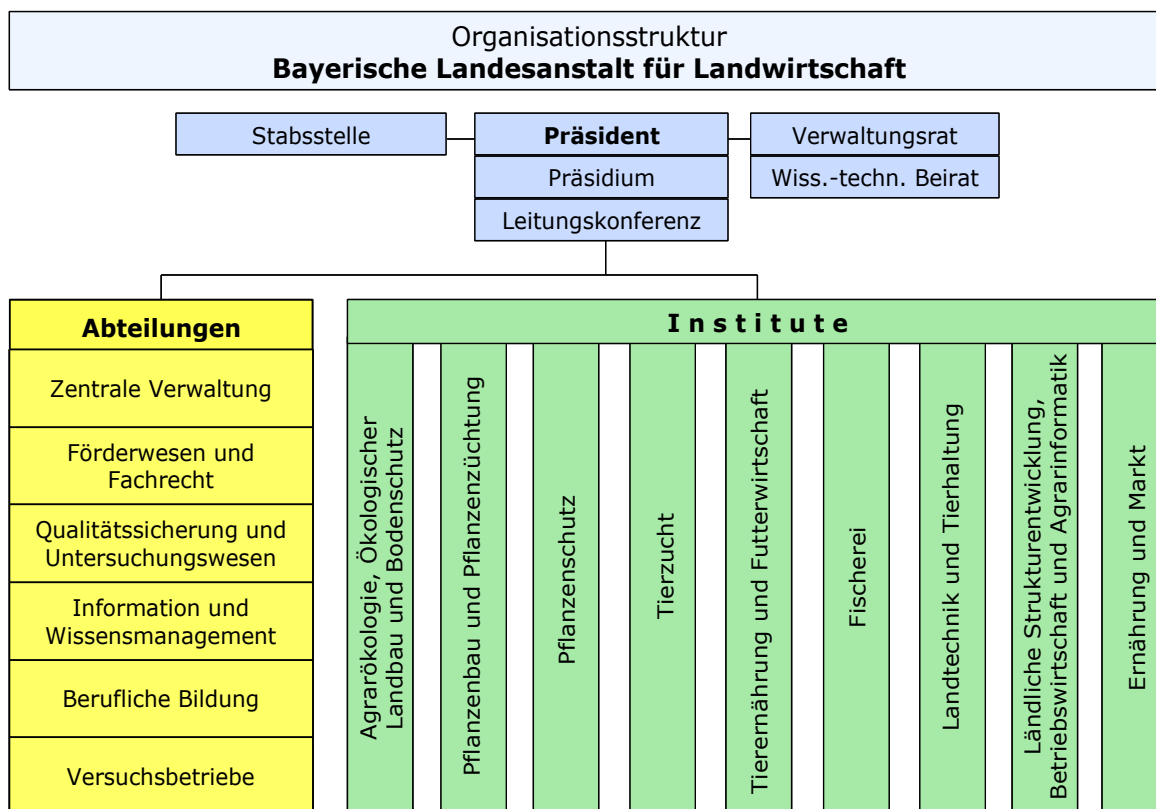 Organisationsstruktur
Bayerische Landesanstalt für Landwirtschaft
Stabsstelle
Präsident
Verwaltungsrat
Präsidium
Wiss.-techn. Beirat
Leitungskonferenz
Abteilungen
Zentrale Verwaltung
Förderwesen und
Fachrecht
Qualitätssicherung und
Untersuchungswesen
Information und
Wissensmanagement
Berufliche Bildung
Versuchsbetriebe
Institute
Agrarökologie, Ökologischer
Landbau und Bodenschutz
Pflanzenbau und Pflanzenzüchtung
Pflanzenschutz
Tierzucht
Tierernährung und Futterwirtschaft
Fischerei
Landtechnik und Tierhaltung
Ländliche Strukturentwicklung,
Betriebswirtschaft und Agrarinformatik
Ernährung und Markt